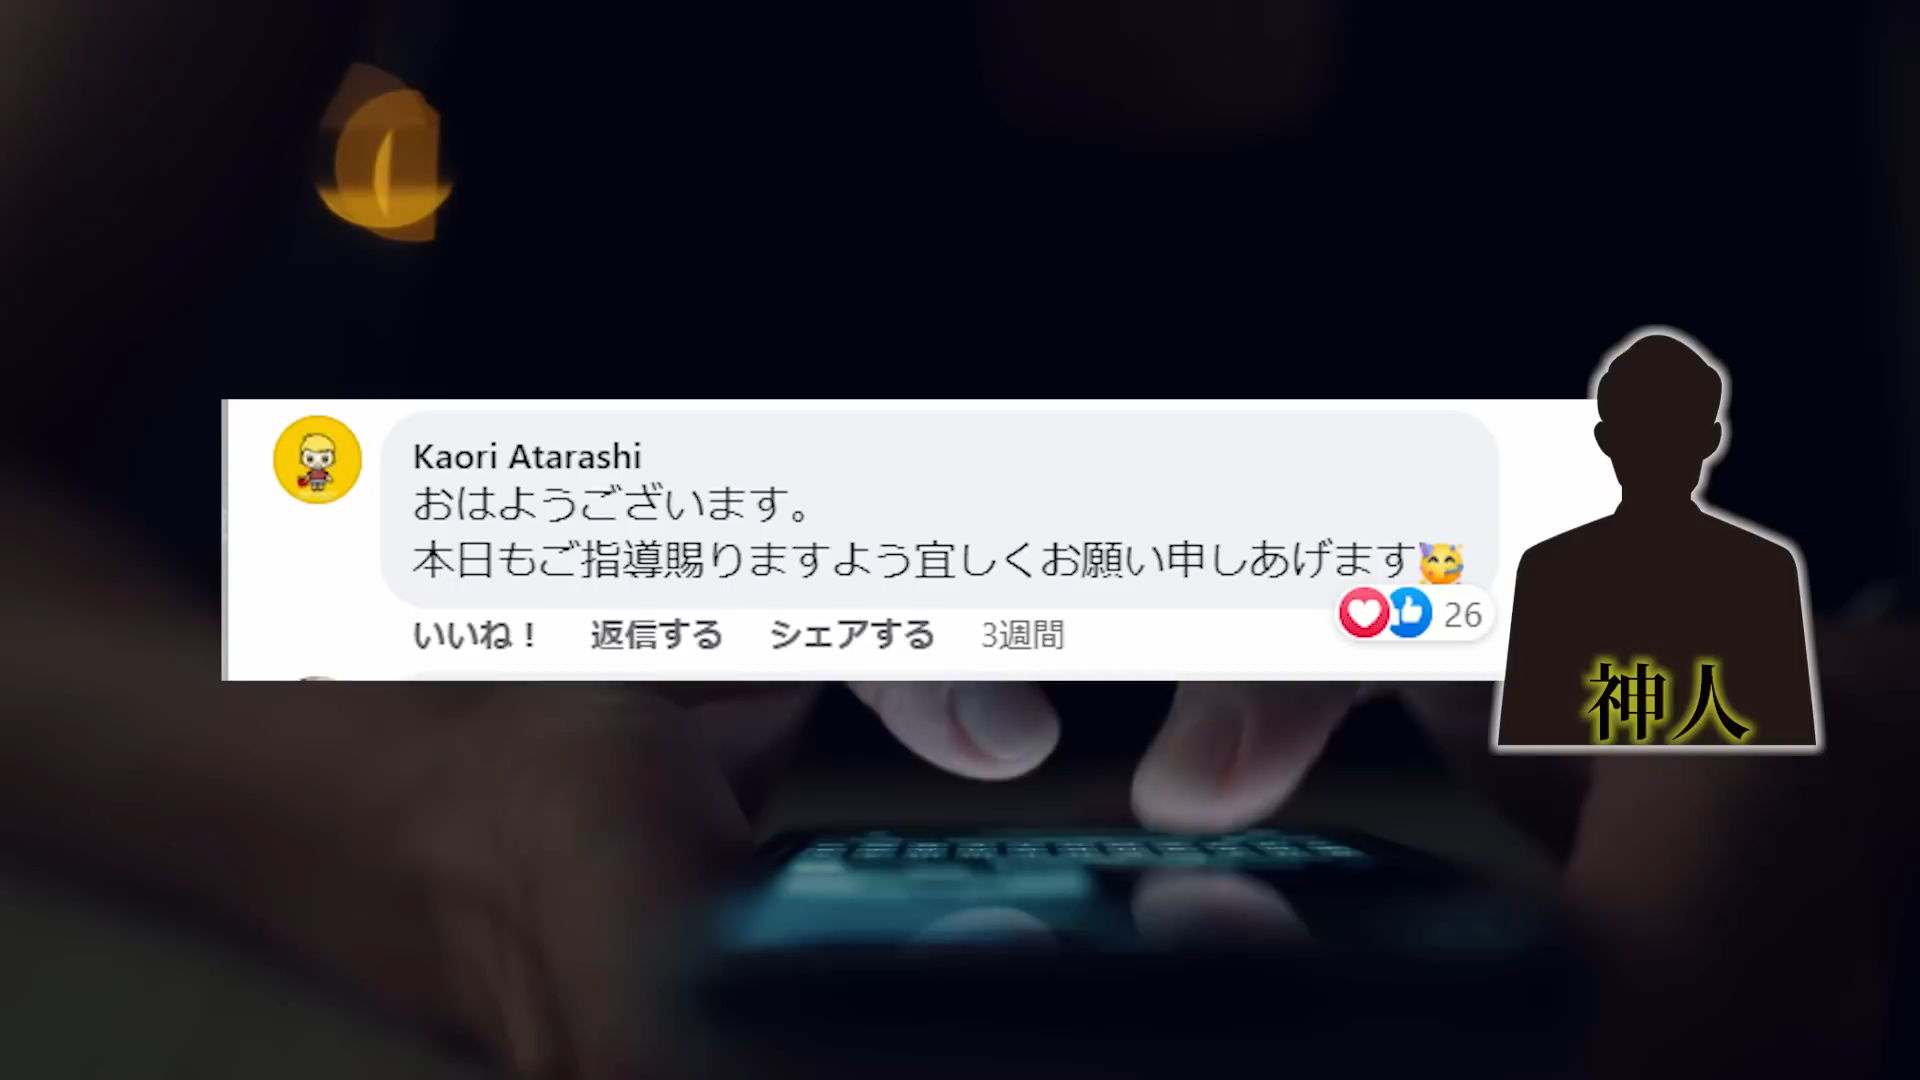 Kaori Atarashi
おはようございます。
本日もご指導賜りますよう宜しくお願い申しあげます🥳
いいね！ 返信する シェアする 3週間 26
神人